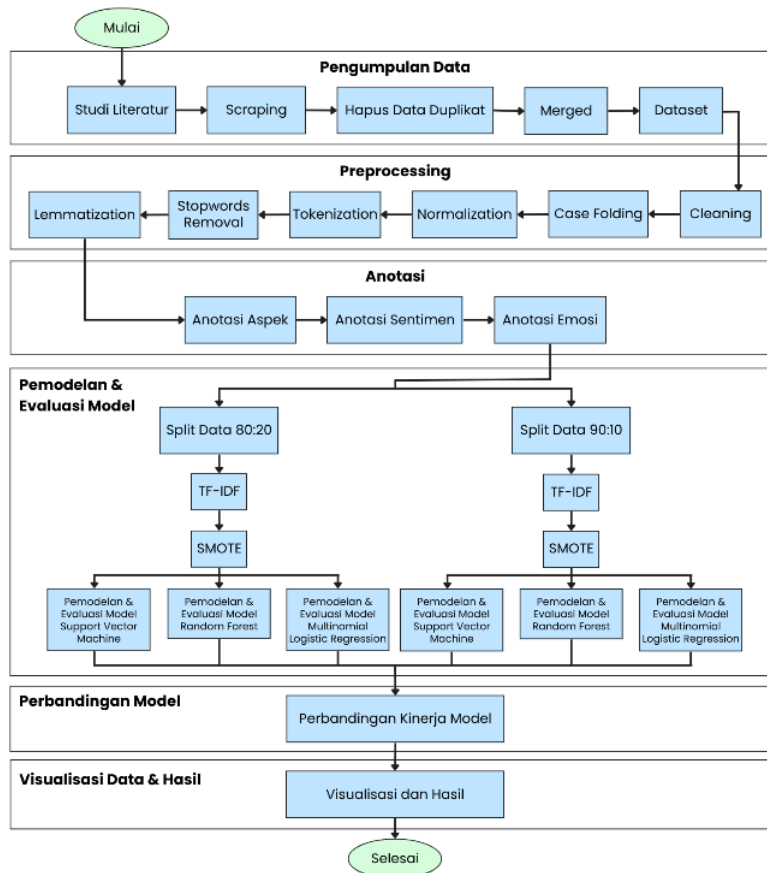 Mulai
Pengumpulan Data
Studi Literatur
Scraping
Hapus Data Duplikat
Merged
Dataset
Preprocessing
Lemmatization
Stopwords
Removal
Tokenization
Normalization
Case Folding
Cleaning
Anotasi
Anotasi Aspek
Anotasi Sentimen
Anotasi Emosi
Pemodelan &
Evaluasi Model
Split Data 80:20
Split Data 90:10
TF-IDF
TF-IDF
SMOTE
SMOTE
Pemodelan &
Evaluasi Model
Support Vector
Machine
Pemodelan &
Evaluasi Model
Random Forest
Pemodelan &
Evaluasi Model
Multinamial
Logistic Regression
Pemodelan &
Evaluasi Model
Support Vector
Machine
Pemodelan &
Evaluasi Model
Random Forest
Pemodelan &
Evaluasi Model
Multinamial
Logistic Regression
Perbandingan Model
Perbandingan Kinerja Model
Visualisasi Data & Hasil
Visualisasi dan Hasil
Selesai